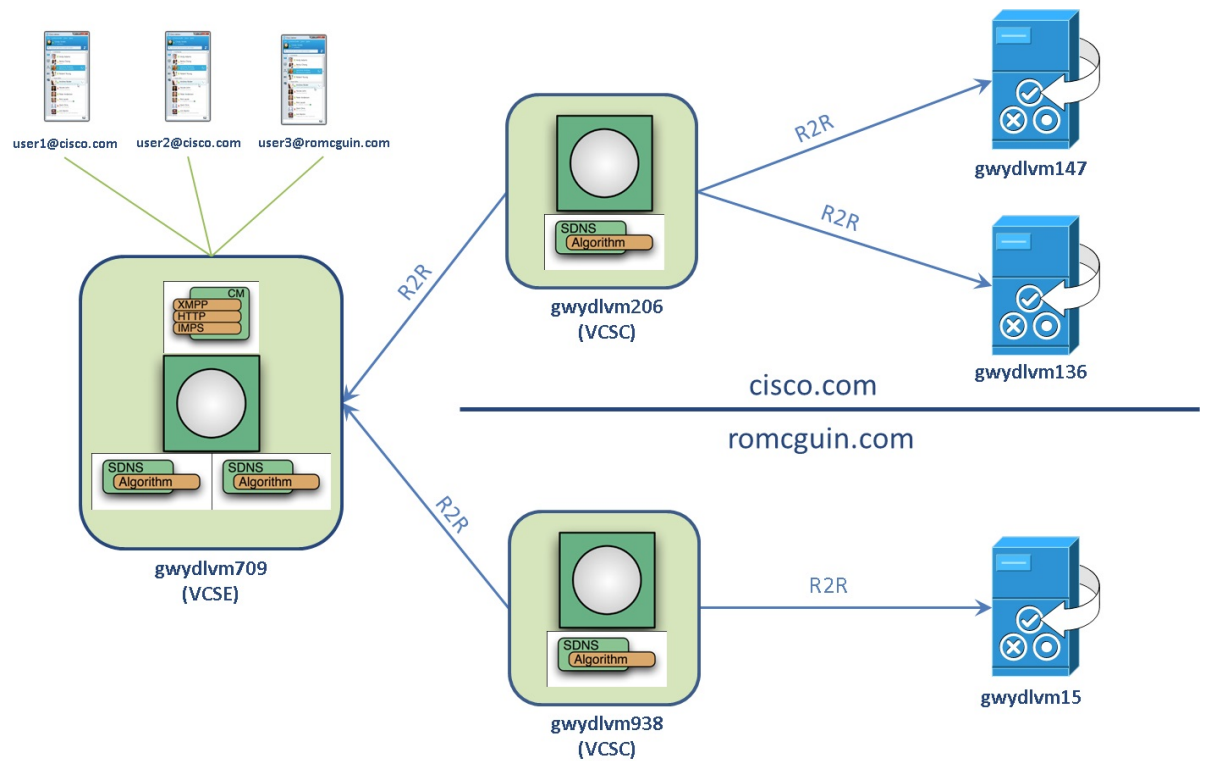 user1@cisco.com
user2@cisco.com
user3@romcguin.com
CM
XMPP
HTTP
IMPS
SDNS
Algorithm
SDNS
Algorithm
gwydlvm709
(VCSE)
R2R
R2R
SDNS
Algorithm
gwydlvm206
(VCSC)
R2R
R2R
gwydlvm147
gwydlvm136
cisco.com
romcguin.com
SDNS
Algorithm
gwydlvm938
(VCSC)
R2R
gwydlvm15